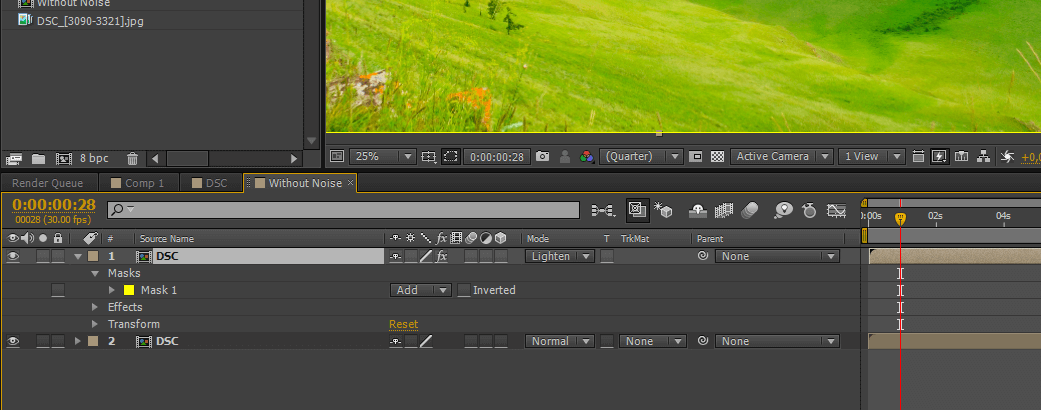 Without Noise
DSC_[3090-3321].jpg
8 bpc
25%
0:00:00:28
(Quarter)
Active Camera
1 View
+0,0
Render Queue
Comp 1
DSC
Without Noise ×
0:00:00:28
00028 (30.00 fps)
:00s
02s
04s
#
Source Name
fx
Mode
T
TrkMat
Parent
1
DSC
fx
Lighten
None
Masks
Mask 1
Add
Inverted
Effects
Transform
Reset
2
DSC
Normal
None
None